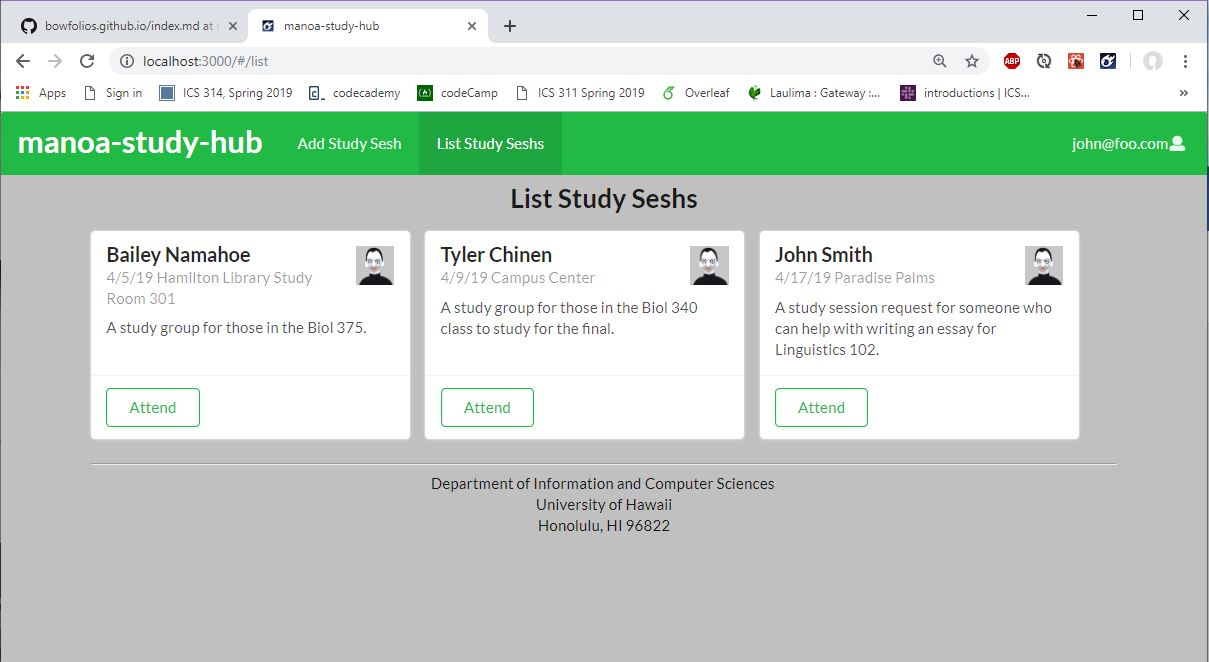 bowfolios.github.io/index.md at
manoa-study-hub
localhost:3000/#/list
ABP
Apps
Sign in
ICS 314, Spring 2019
codecademy
codeCamp
ICS 311 Spring 2019
Overleaf
Laulima : Gateway :...
introductions | ICS...
»
manoa-study-hub
Add Study Sesh
List Study Seshs
john@foo.com
List Study Seshs
Bailey Namahoe
4/5/19 Hamilton Library Study
Room 301
A study group for those in the Biol 375.
Attend
Tyler Chinen
4/9/19 Campus Center
A study group for those in the Biol 340
class to study for the final.
Attend
John Smith
4/17/19 Paradise Palms
A study session request for someone who
can help with writing an essay for
Linguistics 102.
Attend
Department of Information and Computer Sciences
University of Hawaii
Honolulu, HI 96822